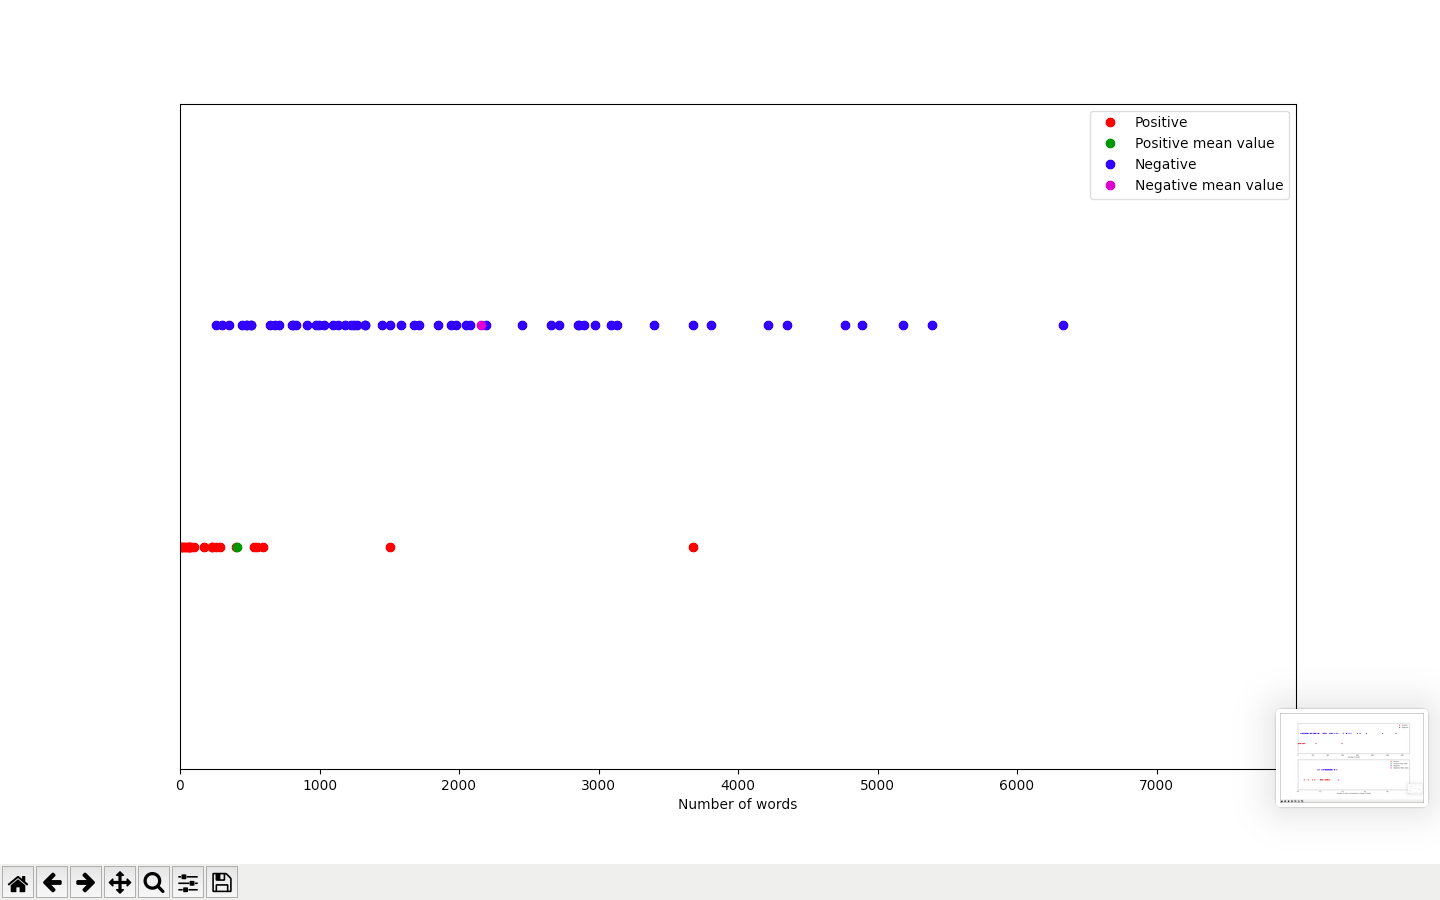 Positive
Positive mean value
Negative
Negative mean value
0 1000 2000 3000 4000 5000 6000 7000
Number of words